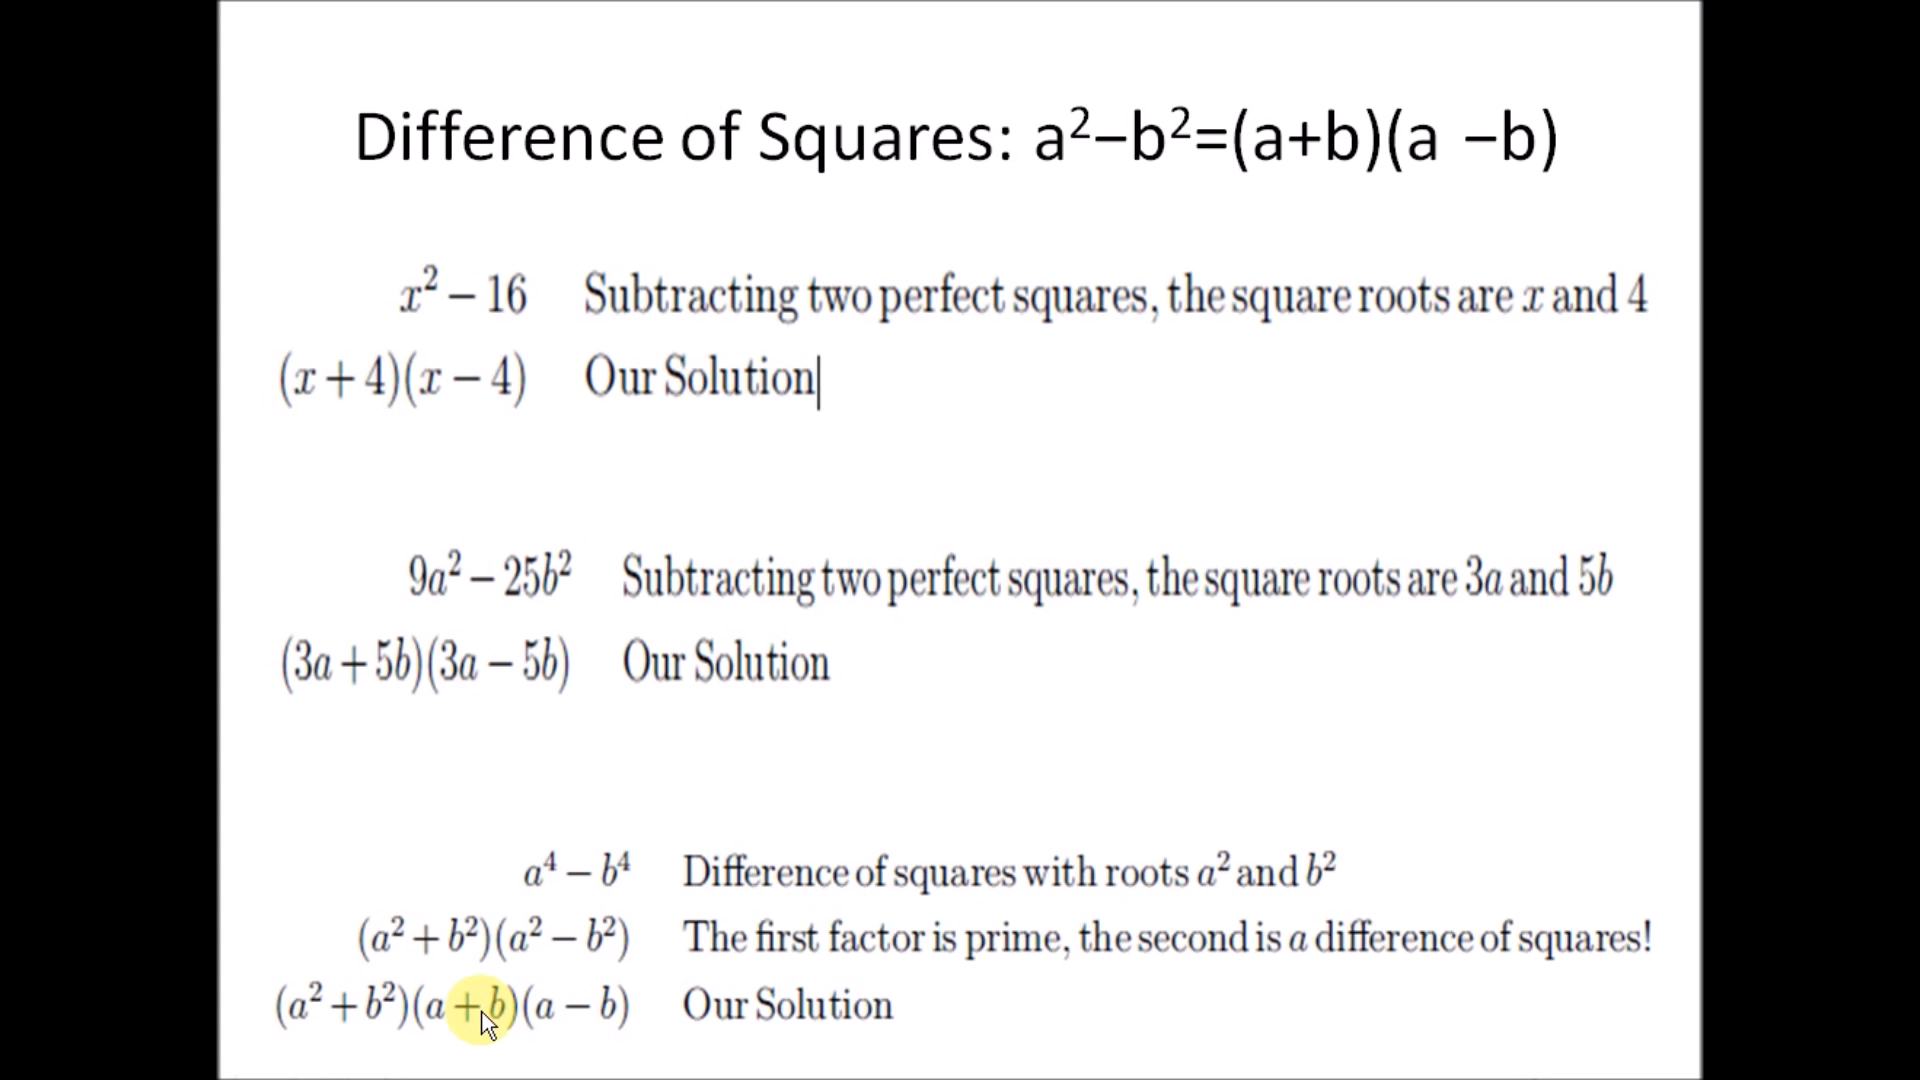 Difference of Squares: a²–b²=(a+b)(a –b)
x² − 16 Subtracting two perfect squares, the square roots are x and 4
(x + 4)(x − 4) Our Solution
9a² − 25b² Subtracting two perfect squares, the square roots are 3a and 5b
(3a + 5b)(3a − 5b) Our Solution
a⁴ − b⁴ Difference of squares with roots a² and b²
(a² + b²)(a² − b²) The first factor is prime, the second is a difference of squares!
(a² + b²)(a + b)(a − b) Our Solution